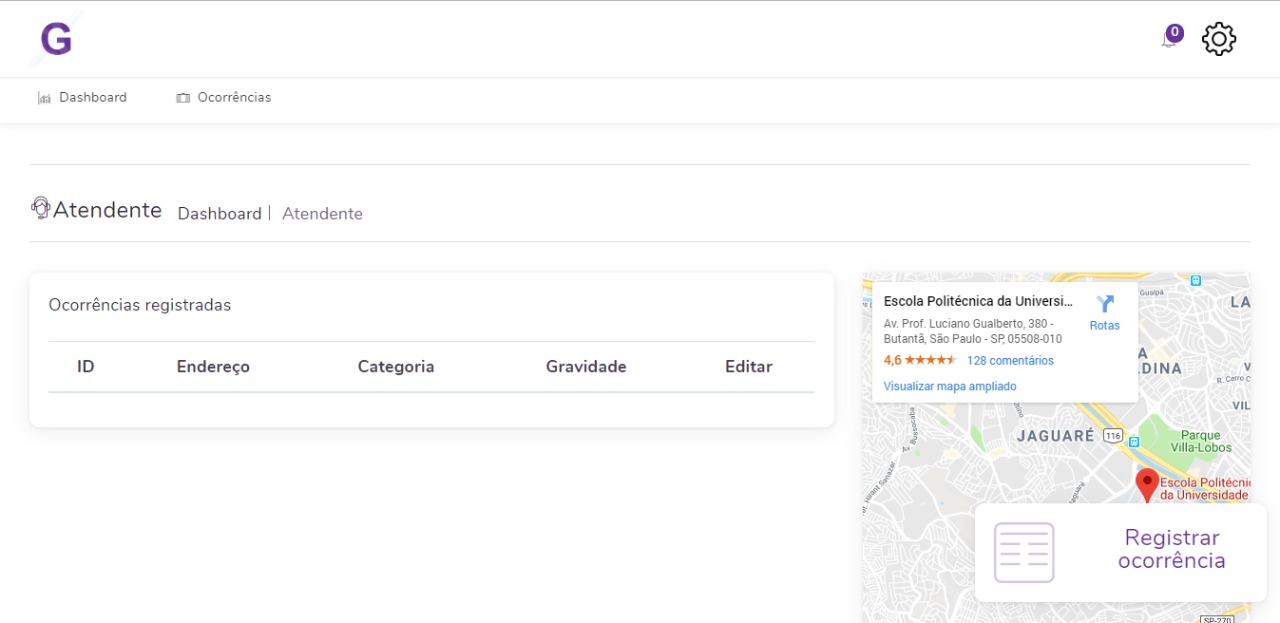 G
0
Dashboard
Ocorrências
Atendente
Dashboard | Atendente
Ocorrências registradas
ID Endereço Categoria Gravidade Editar
Escola Politécnica da Universi...
Av. Prof. Luciano Gualberto, 380 -
Butantã, São Paulo - SP, 05508-010
4,6 128 comentários
Visualizar mapa ampliado
Rotas
Guaipá
LA
R. Cerro C
VIL
JAGUARÉ
116
Parque
Villa-Lobos
Escola Politécni
da Universidade
Registrar
ocorrência
SP-270